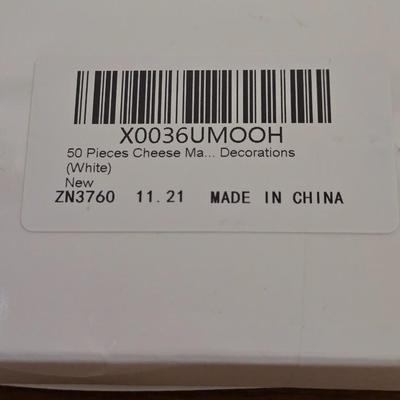 X0036UMOOH
50 Pieces Cheese Ma... Decorations
(White)
New
ZN3760 11.21 MADE IN CHINA